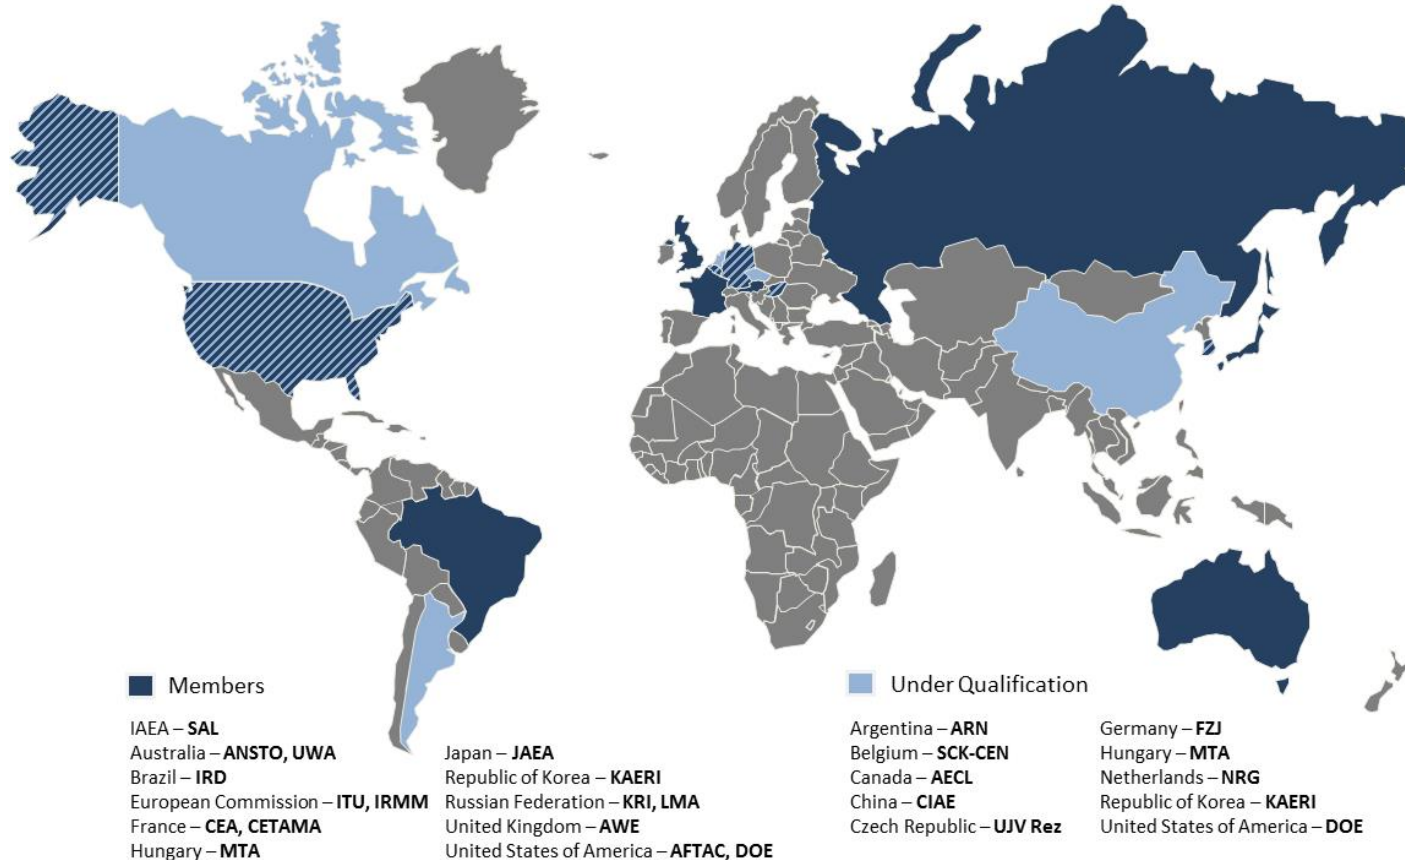 Members
IAEA – SAL
Australia – ANSTO, UWA
Brazil – IRD
European Commission – ITU, IRMM
France – CEA, CETAMA
Hungary – MTA
Japan – JAEA
Republic of Korea – KAERI
Russian Federation – KRI, LMA
United Kingdom – AWE
United States of America – AFTAC, DOE
Under Qualification
Argentina – ARN
Belgium – SCK-CEN
Canada – AECL
China – CIAE
Czech Republic – UJV Rez
Germany – FZJ
Hungary – MTA
Netherlands – NRG
Republic of Korea – KAERI
United States of America – DOE